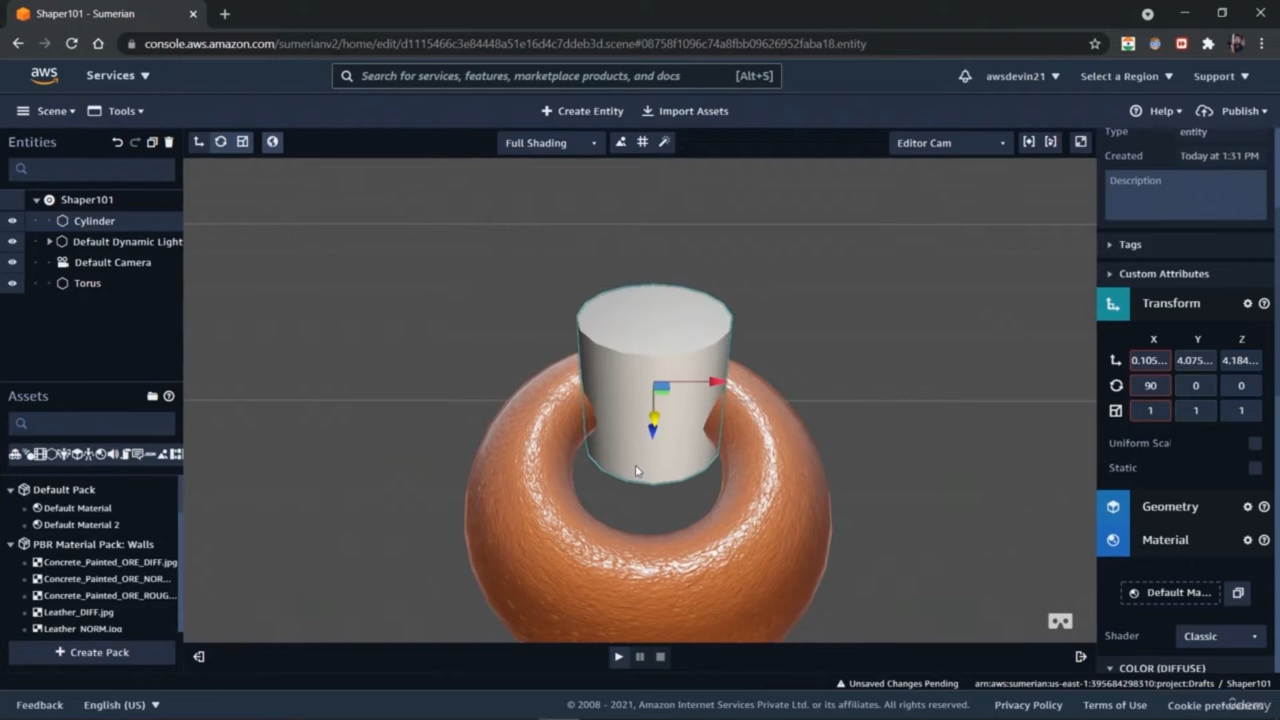 Shaper101 - Sumerian
console.aws.amazon.com/sumerianv2/home/edit/d1115466c3e84448a51e16d4c7ddeb3d.scene#08758f1096c74a8fbb09626952faba18.entity
aws Services Search for services, features, marketplace products, and docs [Alt+S] awsdevin21 Select a Region Support
Scene Tools Create Entity Import Assets Help Publish
Entities Full Shading Editor Cam
Type entity
Created Today at 1:31 PM
Description
Shaper101
Cylinder
Default Dynamic Light
Default Camera
Torus
Tags
Custom Attributes
Transform
X Y Z
0.105... 4.075... 4.184...
90 0 0
1 1 1
Uniform Scal
Static
Assets
Default Pack
Default Material
Default Material 2
PBR Material Pack: Walls
Concrete_Painted_ORE_DIFF.jpg
Concrete_Painted_ORE_NOR...
Concrete_Painted_ORE_ROUG...
Leather_DIFF.jpg
Leather_NORM.jpg
Create Pack
Geometry
Material
Default Ma...
Shader Classic
COLOR (DIFFUSE)
Unsaved Changes Pending arn:aws:sumerian:us-east-1:395684298310:project:Drafts / Shaper101
Feedback English (US) © 2008 - 2021, Amazon Internet Services Private Ltd. or its affiliates. All rights reserved. Privacy Policy Terms of Use Cookie preferences
Udemy